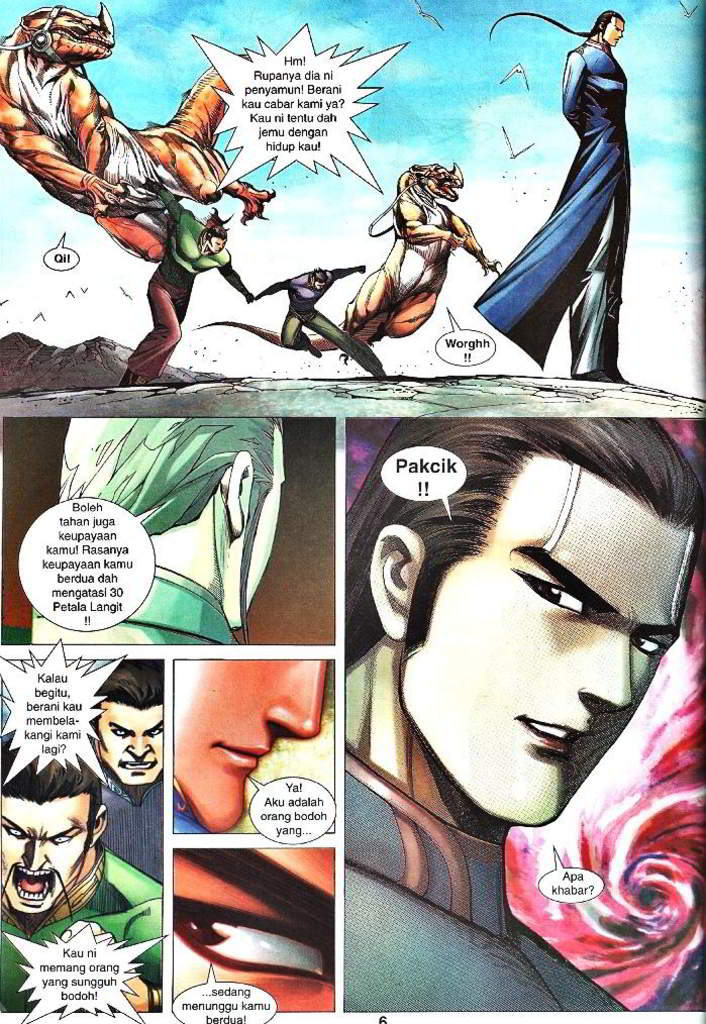 Hm!
Rupanya dia ni
penyamun! Berani
kau cabar kami ya?
Kau ni tentu dah
jemu dengan
hidup kau!
Qi!
Worghh
!!
Boleh
tahan juga
keupayaan
kamu! Rasanya
keupayaan kamu
berdua dah
mengatasi 30
Petala Langit
!!
Pakcik
!!
Kalau
begitu,
berani kau
membela-
kangi kami
lagi?
Ya!
Aku adalah
orang bodoh
yang...
Apa
khabar?
Kau ni
memang orang
yang sungguh
bodoh!
...sedang
menunggu kamu
berdua!
6